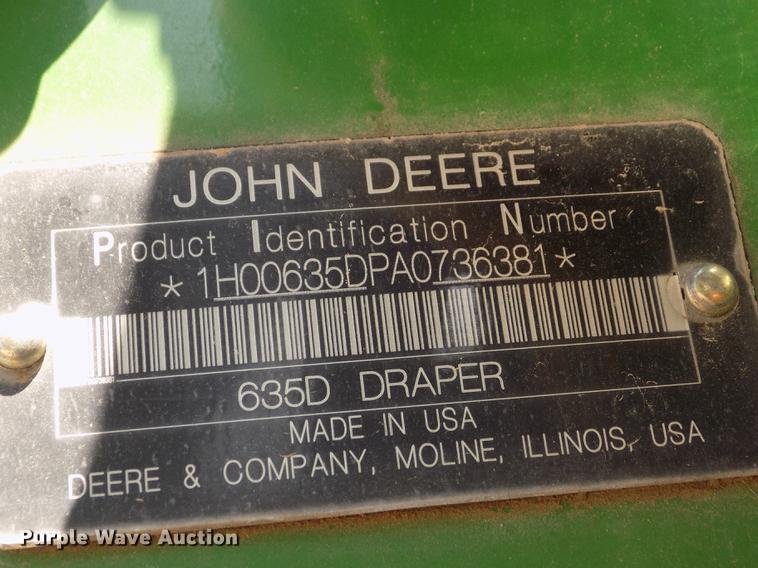 JOHN DEERE
Product Identification Number
*1H00635DPA0736381*
635D DRAPER
MADE IN USA
DEERE & COMPANY, MOLINE, ILLINOIS, USA
Purple Wave Auction